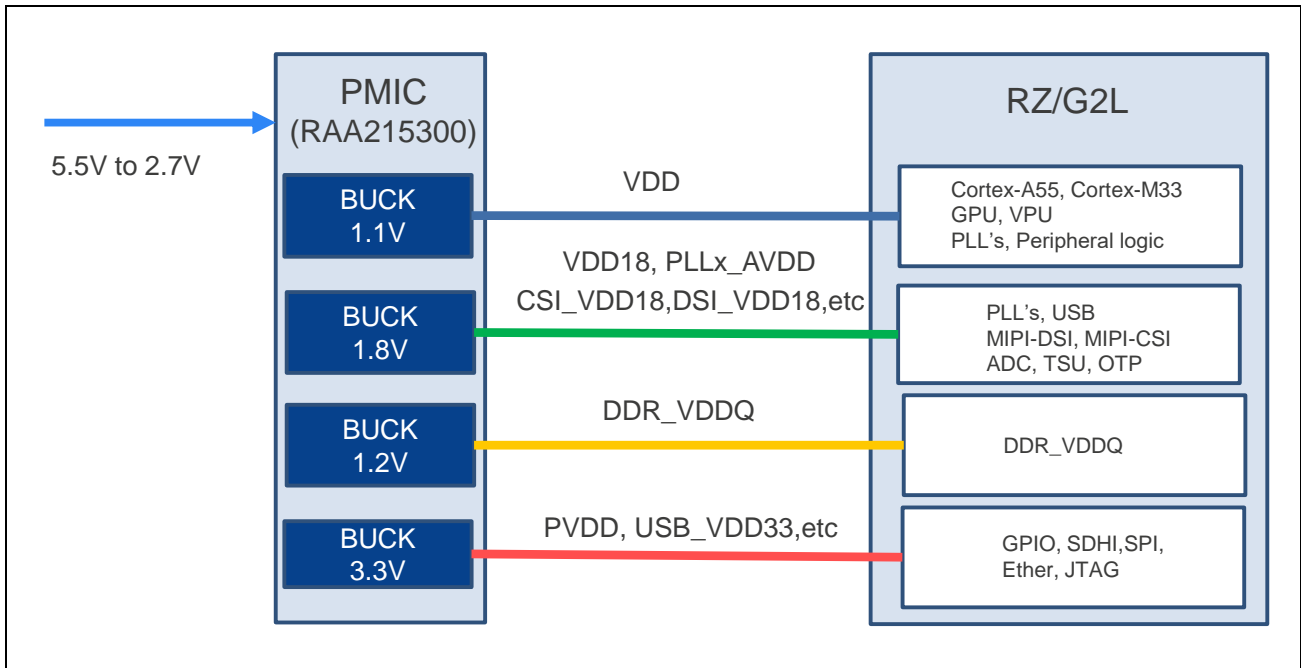 5.5V to 2.7V
PMIC
(RAA215300)
BUCK
1.1V
BUCK
1.8V
BUCK
1.2V
BUCK
3.3V
VDD
VDD18, PLLx_AVDD
CSI_VDD18,DSI_VDD18,etc
DDR_VDDQ
PVDD, USB_VDD33,etc
RZ/G2L
Cortex-A55, Cortex-M33
GPU, VPU
PLL's, Peripheral logic
PLL's, USB
MIPI-DSI, MIPI-CSI
ADC, TSU, OTP
DDR_VDDQ
GPIO, SDHI,SPI,
Ether, JTAG